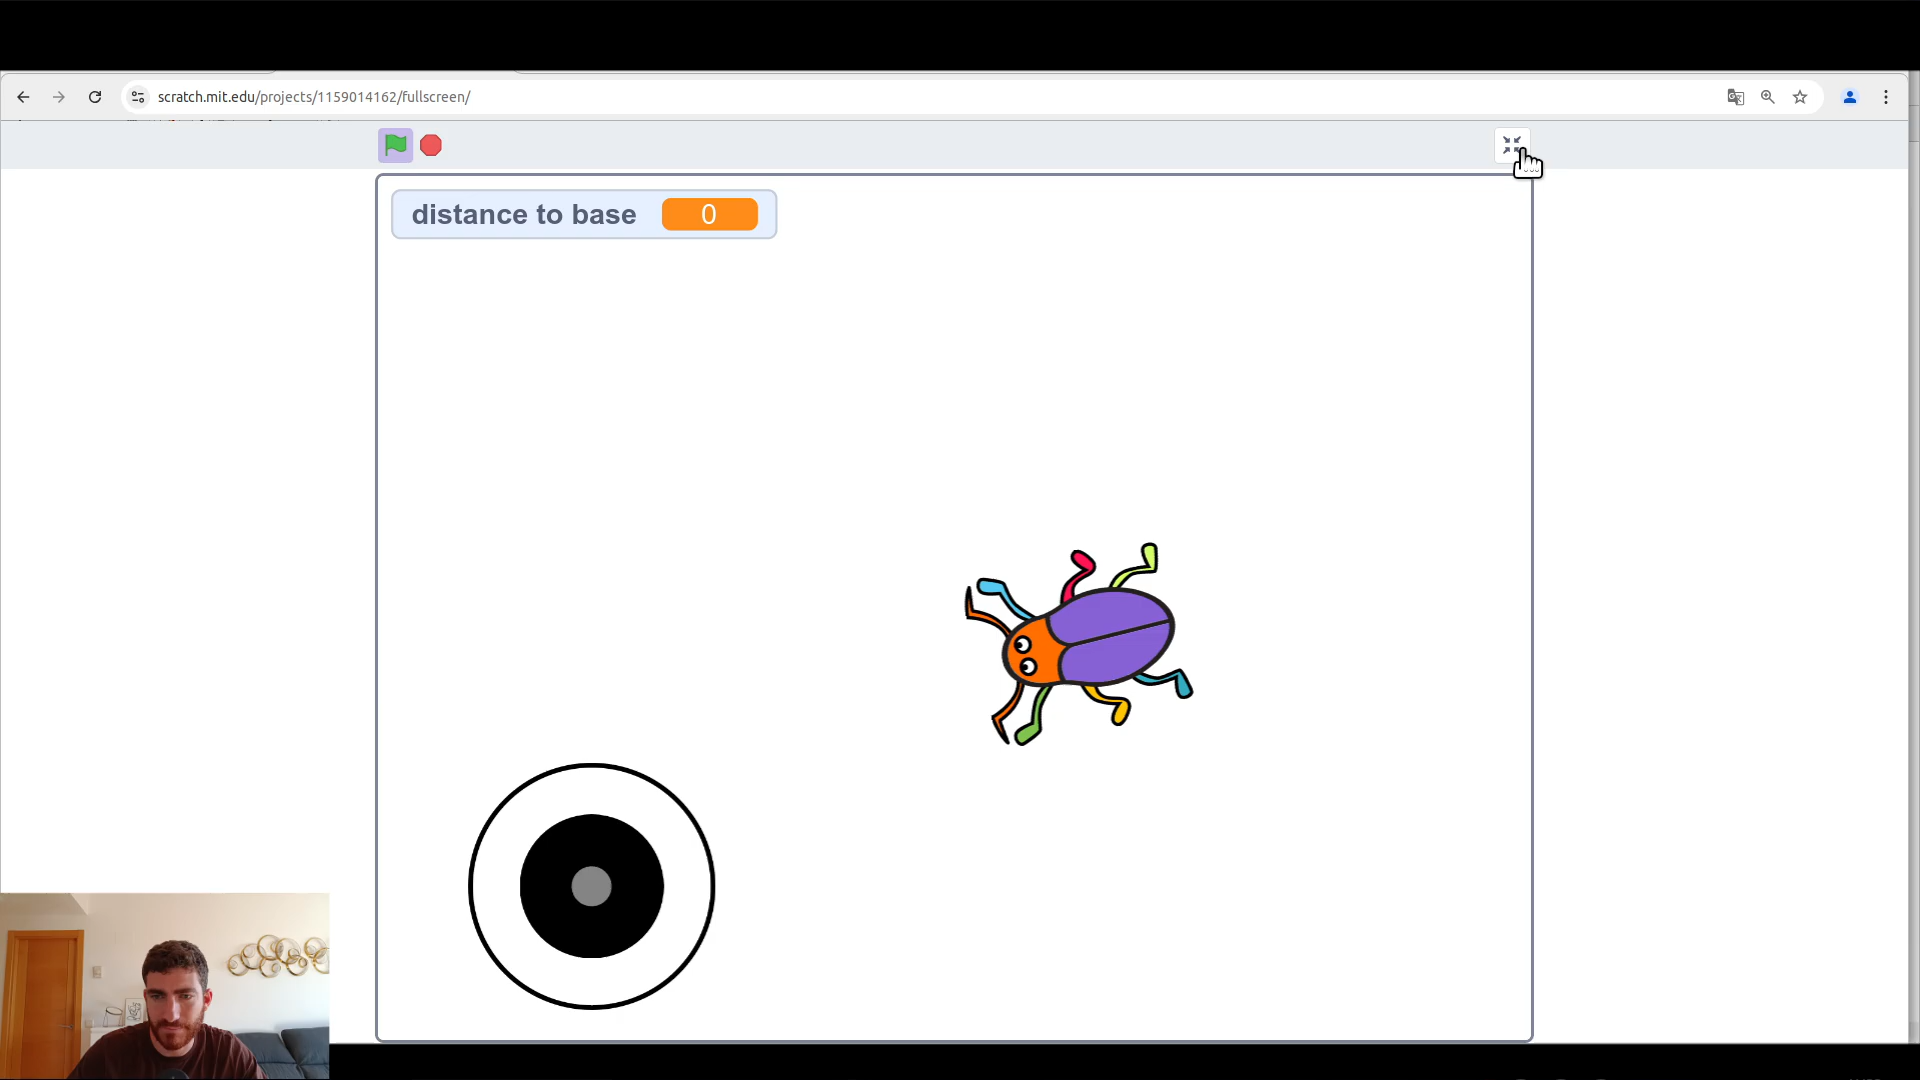 scratch.mit.edu/projects/1159014162/fullscreen/
distance to base 0